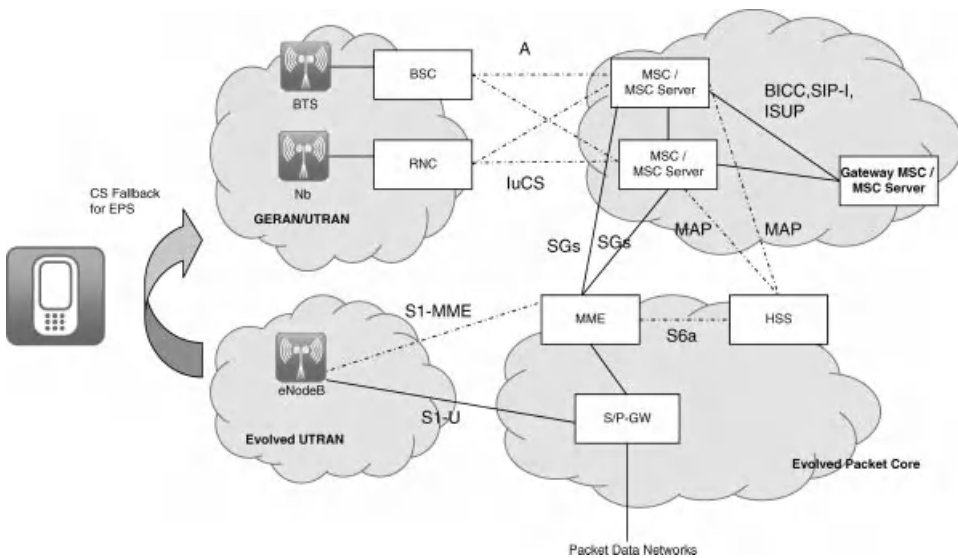 A
BTS
BSC
MSC /
MSC Server
BICC,SIP-I,
ISUP
Nb
RNC
IuCS
MSC /
MSC Server
Gateway MSC /
MSC Server
CS Fallback
for EPS
GERAN/UTRAN
SGs
SGs
MAP
MAP
S1-MME
MME
S6a
HSS
eNodeB
S1-U
S/P-GW
Evolved UTRAN
Evolved Packet Core
Packet Data Networks